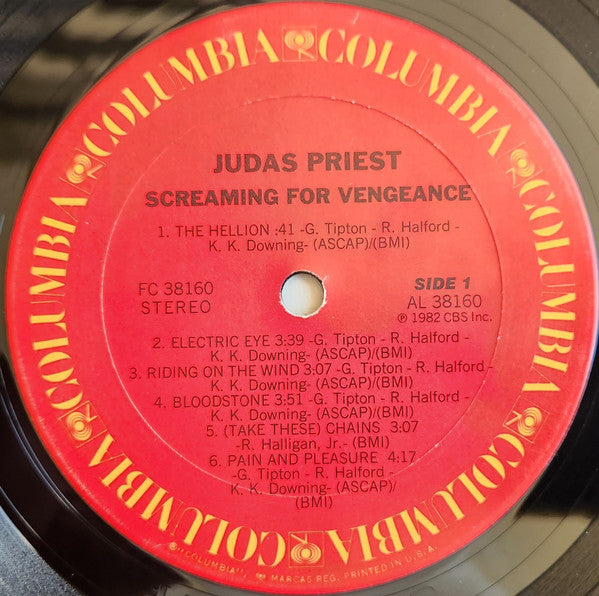 COLUMBIA COLUMBIA COLUMBIA COLUMBIA COLUMBIA COLUMBIA
JUDAS PRIEST
SCREAMING FOR VENGEANCE
1. THE HELLION :41 -G. Tipton - R. Halford -
K. K. Downing- (ASCAP)/(BMI)
FC 38160
STEREO
SIDE 1
AL 38160
℗ 1982 CBS Inc.
2. ELECTRIC EYE 3:39 -G. Tipton - R. Halford -
K. K. Downing- (ASCAP)/(BMI)
3. RIDING ON THE WIND 3:07 -G. Tipton - R. Halford -
K. K. Downing- (ASCAP)/(BMI)
4. BLOODSTONE 3:51 -G. Tipton - R. Halford -
K. K. Downing- (ASCAP)/(BMI)
5. (TAKE THESE) CHAINS 3:07
-R. Halligan, Jr.- (BMI)
6. PAIN AND PLEASURE 4:17
-G. Tipton - R. Halford -
K. K. Downing- (ASCAP)/
(BMI)
"COLUMBIA", MARCAS REG. PRINTED IN U.S.A.